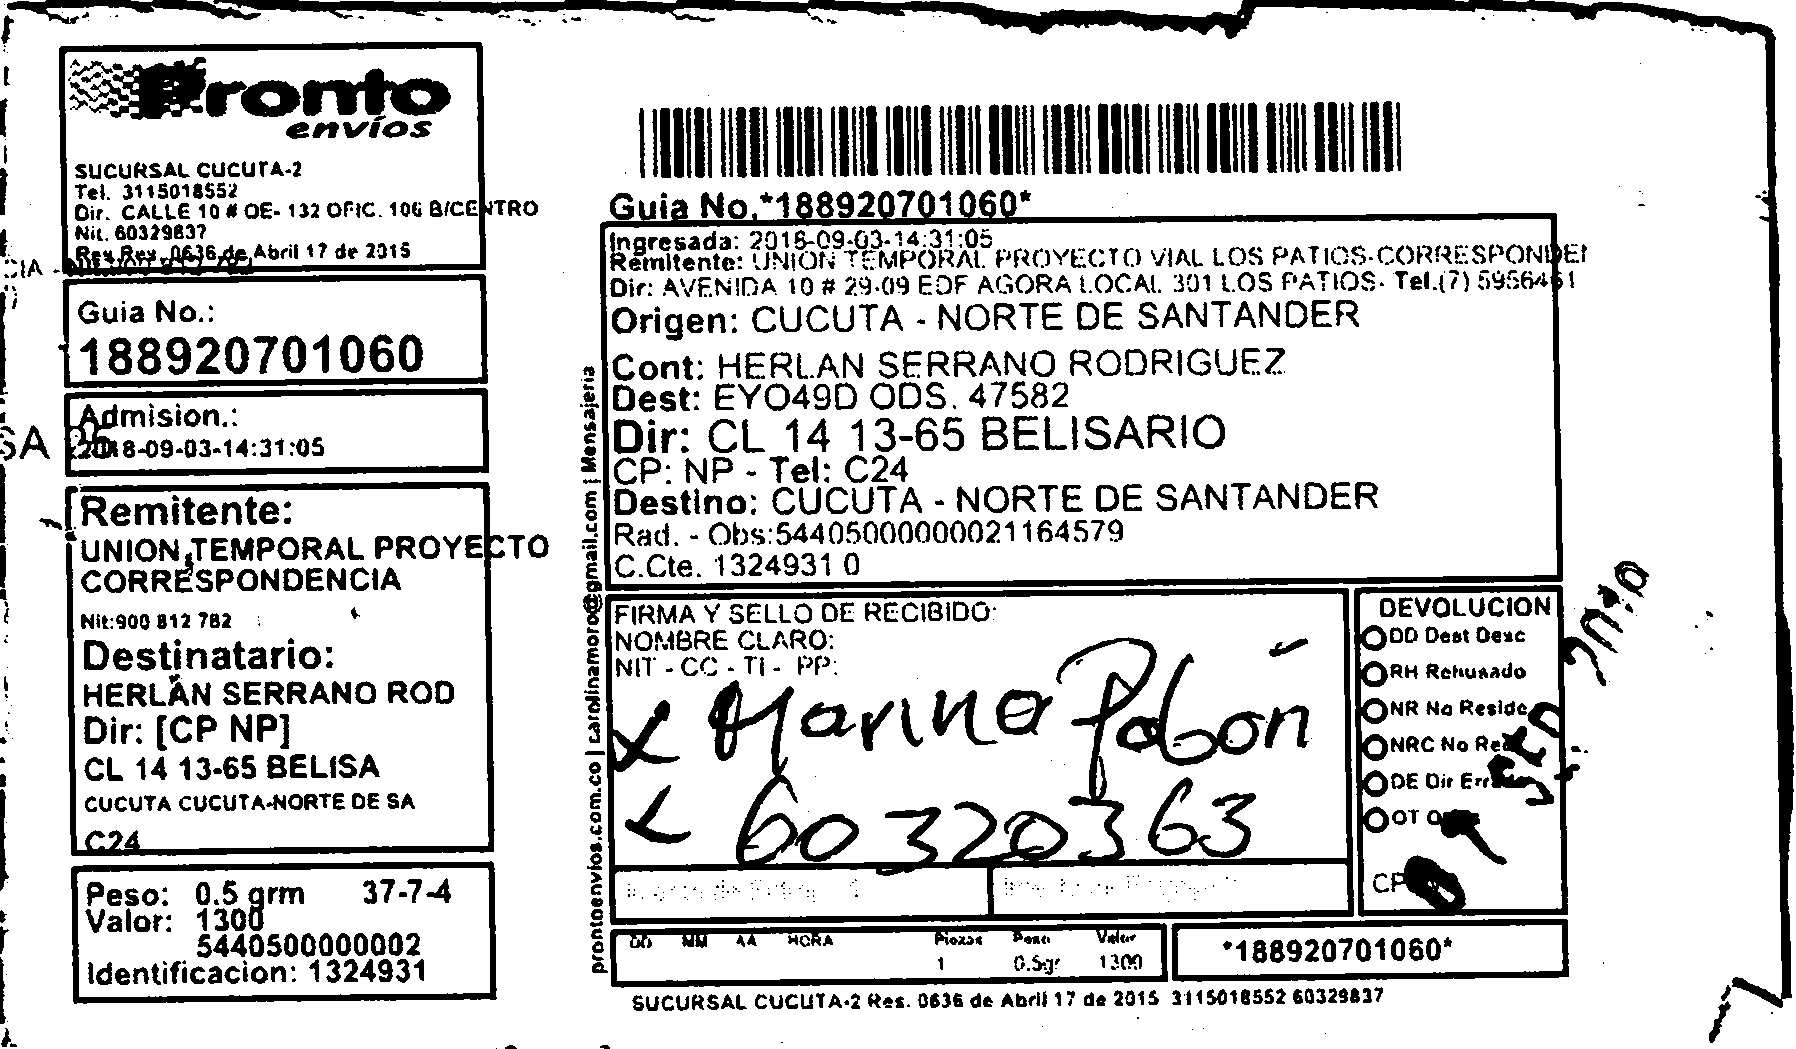 Pronto
envíos
SUCURSAL CUCUTA-2
Tel. 3115018552
Dir. CALLE 10 # OE- 132 OFIC. 106 B/CENTRO
Nit. 60329837
Res 0636 de Abril 17 de 2015
Guia No.:
188920701060
Admision.:
2018-09-03-14:31:05
Remitente:
UNION TEMPORAL PROYECTO
CORRESPONDENCIA
Nit:900 812 782
Destinatario:
HERLAN SERRANO ROD
Dir: [CP NP]
CL 14 13-65 BELISA
CUCUTA CUCUTA-NORTE DE SA
C24
Peso: 0.5 grm 37-7-4
Valor: 1300
5440500000002
Identificacion: 1324931
prontoenvios.com.co | carolinamoro@gmail.com | Mensajeria
Guia No.*188920701060*
Ingresada: 2018-09-03-14:31:05
Remitente: UNION TEMPORAL PROYECTO VIAL LOS PATIOS-CORRESPONDEN
Dir: AVENIDA 10 # 29-09 EDF AGORA LOCAL 301 LOS PATIOS- Tel.(7) 5956461
Origen: CUCUTA - NORTE DE SANTANDER
Cont: HERLAN SERRANO RODRIGUEZ
Dest: EYO49D ODS. 47582
Dir: CL 14 13-65 BELISARIO
CP: NP - Tel: C24
Destino: CUCUTA - NORTE DE SANTANDER
Rad. - Obs:54405000000021164579
C.Cte. 1324931 0
FIRMA Y SELLO DE RECIBIDO:
NOMBRE CLARO:
NIT - CC - TI - PP:
x Marina Pabón
x 60320363
DEVOLUCION
DD Dest Desc
RH Rehusado
NR No Reside
NRC No Rec
DE Dir Err
OT
CP
DD MM AA HORA Piezas Peso Valor
1 0.5gr 1300
*188920701060*
SUCURSAL CUCUTA-2 Res. 0636 de Abril 17 de 2015 3115018552 60329837